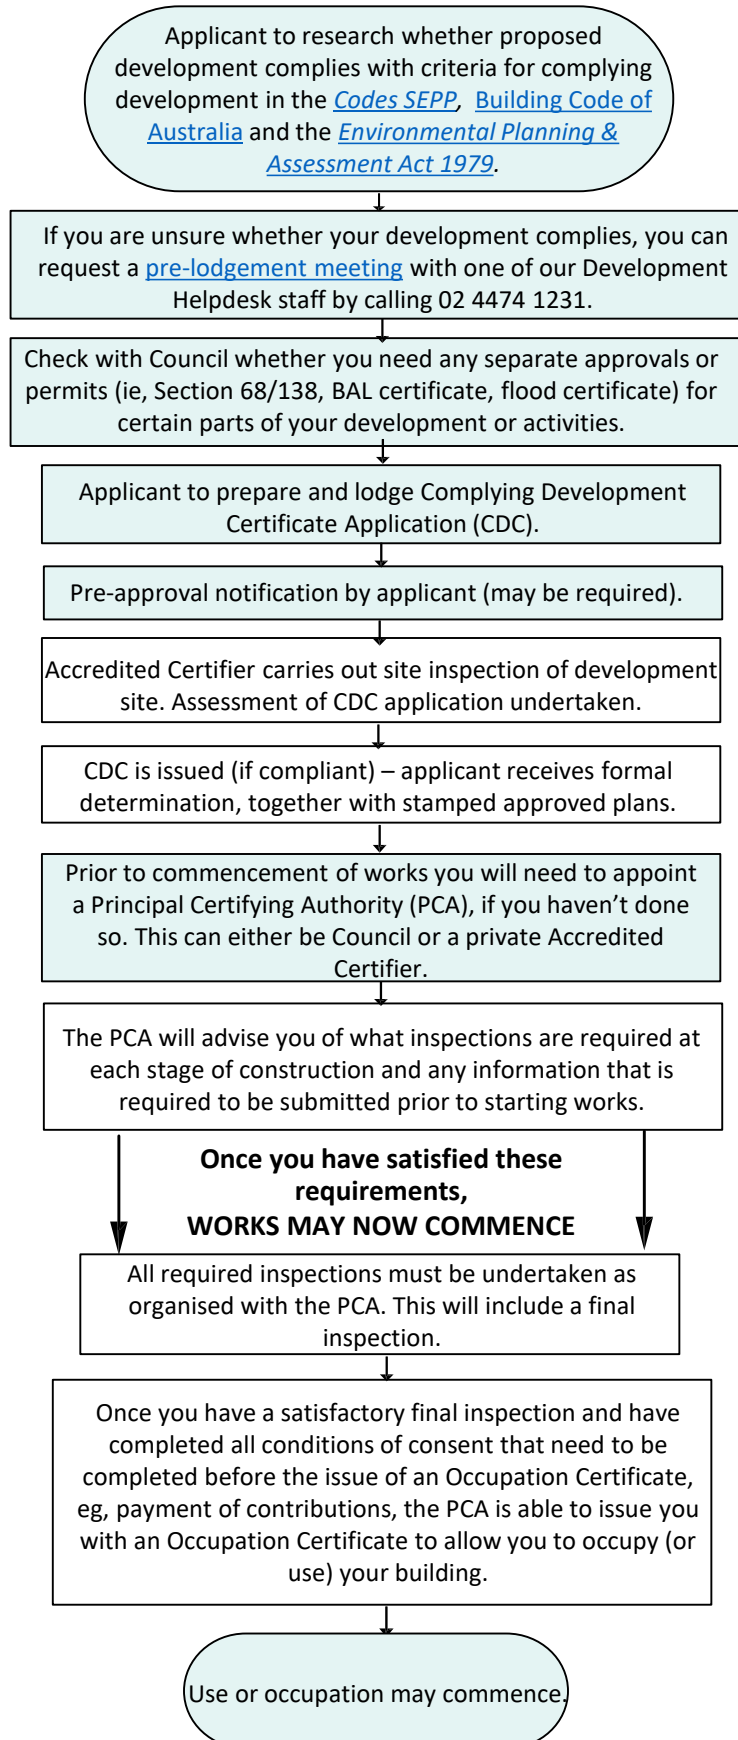 Applicant to research whether proposed
development complies with criteria for complying
development in the Codes SEPP, Building Code of
Australia and the Environmental Planning &
Assessment Act 1979.
If you are unsure whether your development complies, you can
request a pre-lodgement meeting with one of our Development
Helpdesk staff by calling 02 4474 1231.
Check with Council whether you need any separate approvals or
permits (ie, Section 68/138, BAL certificate, flood certificate) for
certain parts of your development or activities.
Applicant to prepare and lodge Complying Development
Certificate Application (CDC).
Pre-approval notification by applicant (may be required).
Accredited Certifier carries out site inspection of development
site. Assessment of CDC application undertaken.
CDC is issued (if compliant) – applicant receives formal
determination, together with stamped approved plans.
Prior to commencement of works you will need to appoint
a Principal Certifying Authority (PCA), if you haven’t done
so. This can either be Council or a private Accredited
Certifier.
The PCA will advise you of what inspections are required at
each stage of construction and any information that is
required to be submitted prior to starting works.
Once you have satisfied these
requirements,
WORKS MAY NOW COMMENCE
All required inspections must be undertaken as
organised with the PCA. This will include a final
inspection.
Once you have a satisfactory final inspection and have
completed all conditions of consent that need to be
completed before the issue of an Occupation Certificate,
eg, payment of contributions, the PCA is able to issue you
with an Occupation Certificate to allow you to occupy (or
use) your building.
Use or occupation may commence.